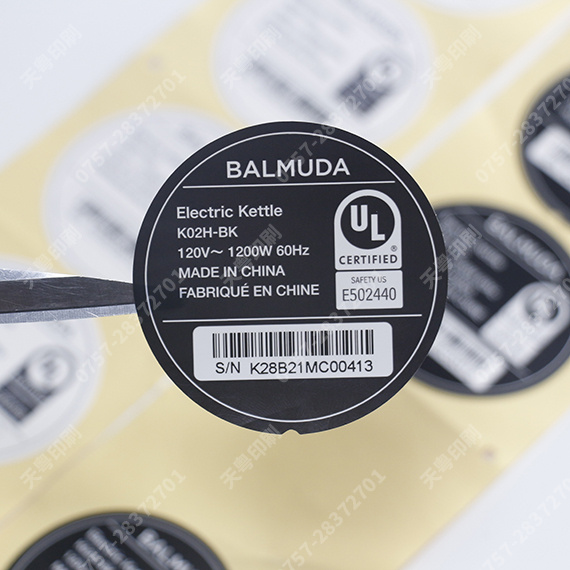 BALMUDA
Electric Kettle
K02H-BK
120V～ 1200W 60Hz
MADE IN CHINA
FABRIQUÉ EN CHINE
UL
®
CERTIFIED
SAFETY US
E502440
S/N K28B21MC00413
BALMUDA
天粤印刷
0757-28372701